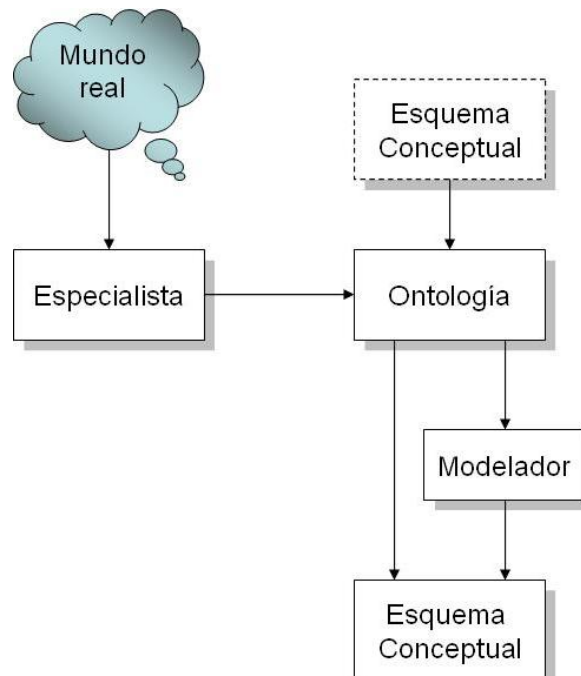 Mundo
real
Esquema
Conceptual
Especialista
Ontología
Modelador
Esquema
Conceptual